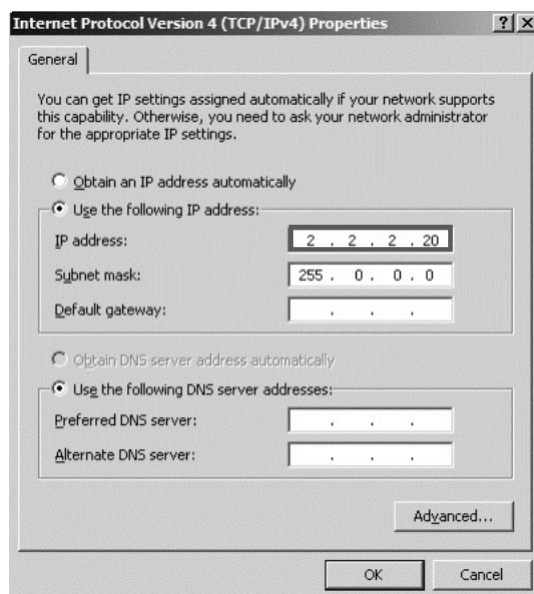 Internet Protocol Version 4 (TCP/IPv4) Properties ? X
General
You can get IP settings assigned automatically if your network supports
this capability. Otherwise, you need to ask your network administrator
for the appropriate IP settings.
Obtain an IP address automatically
Use the following IP address:
IP address: 2 . 2 . 2 . 20
Subnet mask: 255 . 0 . 0 . 0
Default gateway: . . .
Obtain DNS server address automatically
Use the following DNS server addresses:
Preferred DNS server: . . .
Alternate DNS server: . . .
Advanced...
OK Cancel